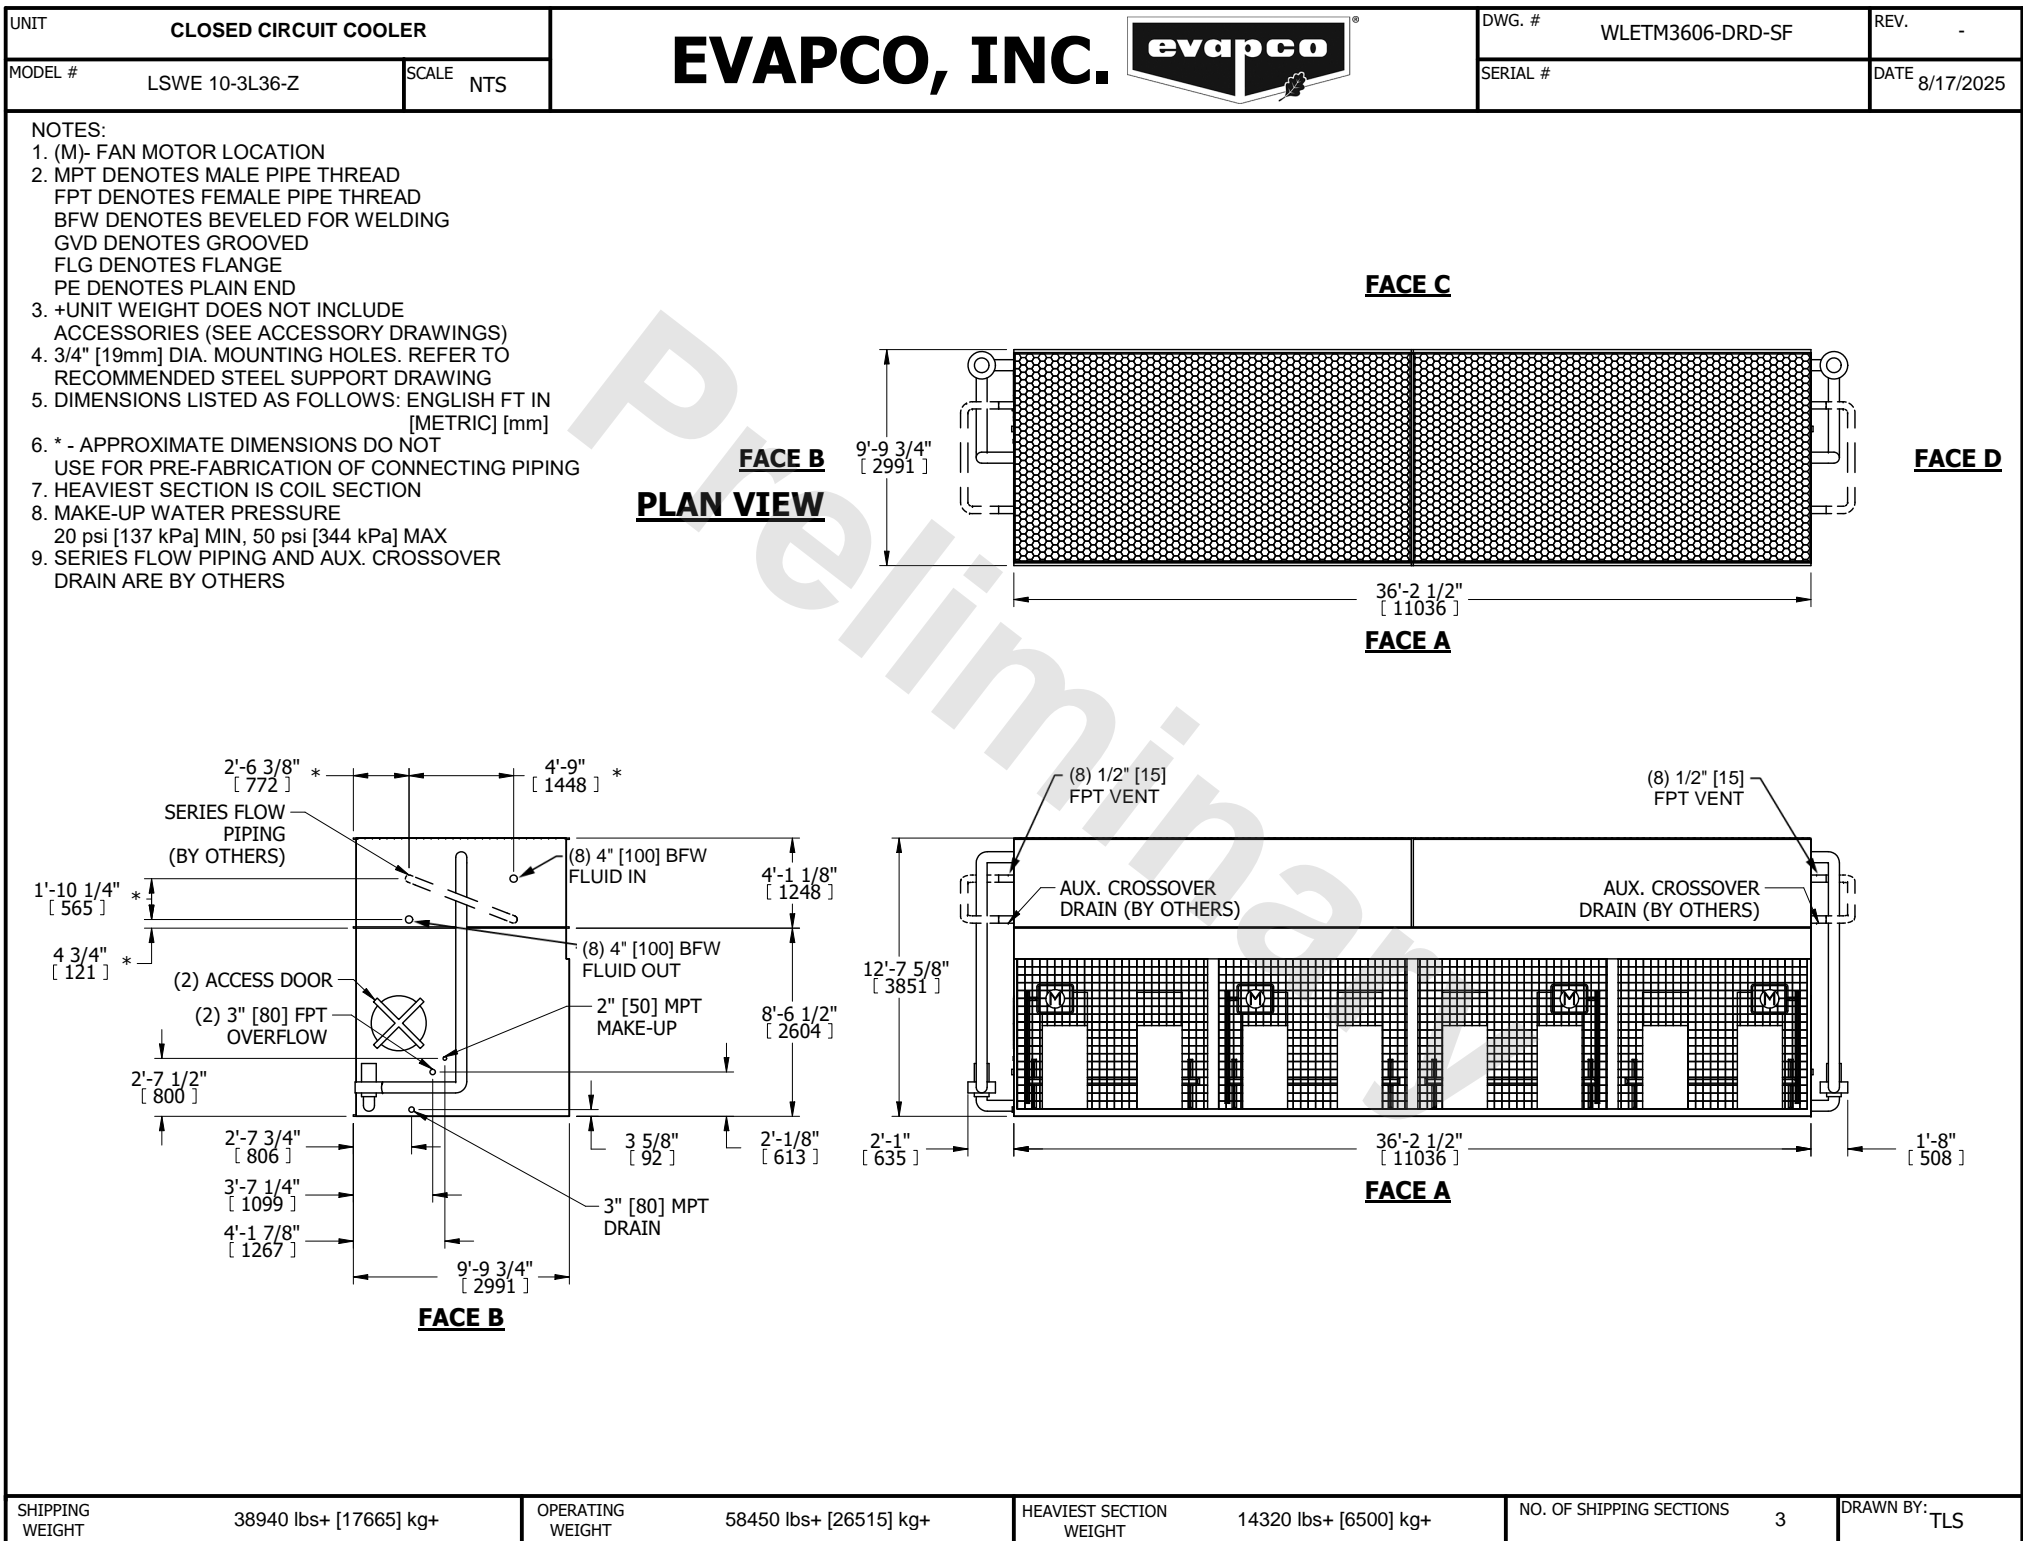 UNIT
CLOSED CIRCUIT COOLER
MODEL #
LSWE 10-3L36-Z
SCALE
NTS
EVAPCO, INC.
evapco
®
DWG. #
WLETM3606-DRD-SF
REV.
-
SERIAL #
DATE
8/17/2025
NOTES:
1. (M)- FAN MOTOR LOCATION
2. MPT DENOTES MALE PIPE THREAD
FPT DENOTES FEMALE PIPE THREAD
BFW DENOTES BEVELED FOR WELDING
GVD DENOTES GROOVED
FLG DENOTES FLANGE
PE DENOTES PLAIN END
3. +UNIT WEIGHT DOES NOT INCLUDE
ACCESSORIES (SEE ACCESSORY DRAWINGS)
4. 3/4" [19mm] DIA. MOUNTING HOLES. REFER TO
RECOMMENDED STEEL SUPPORT DRAWING
5. DIMENSIONS LISTED AS FOLLOWS: ENGLISH FT IN
[METRIC] [mm]
6. * - APPROXIMATE DIMENSIONS DO NOT
USE FOR PRE-FABRICATION OF CONNECTING PIPING
7. HEAVIEST SECTION IS COIL SECTION
8. MAKE-UP WATER PRESSURE
20 psi [137 kPa] MIN, 50 psi [344 kPa] MAX
9. SERIES FLOW PIPING AND AUX. CROSSOVER
DRAIN ARE BY OTHERS
Preliminary
FACE C
9'-9 3/4"
[ 2991 ]
FACE B
FACE D
PLAN VIEW
36'-2 1/2"
[ 11036 ]
FACE A
2'-6 3/8" *
[ 772 ]
4'-9" *
[ 1448 ]
SERIES FLOW
PIPING
(BY OTHERS)
(8) 4" [100] BFW
FLUID IN
1'-10 1/4" *
[ 565 ]
4'-1 1/8"
[ 1248 ]
4 3/4" *
[ 121 ]
(8) 4" [100] BFW
FLUID OUT
(2) ACCESS DOOR
(2) 3" [80] FPT
OVERFLOW
2" [50] MPT
MAKE-UP
8'-6 1/2"
[ 2604 ]
2'-7 1/2"
[ 800 ]
2'-7 3/4"
[ 806 ]
3 5/8"
[ 92 ]
2'-1/8"
[ 613 ]
3'-7 1/4"
[ 1099 ]
3" [80] MPT
DRAIN
4'-1 7/8"
[ 1267 ]
9'-9 3/4"
[ 2991 ]
FACE B
(8) 1/2" [15]
FPT VENT
(8) 1/2" [15]
FPT VENT
AUX. CROSSOVER
DRAIN (BY OTHERS)
AUX. CROSSOVER
DRAIN (BY OTHERS)
12'-7 5/8"
[ 3851 ]
M
M
M
M
2'-1"
[ 635 ]
36'-2 1/2"
[ 11036 ]
1'-8"
[ 508 ]
FACE A
SHIPPING
WEIGHT
38940 lbs+ [17665] kg+
OPERATING
WEIGHT
58450 lbs+ [26515] kg+
HEAVIEST SECTION
WEIGHT
14320 lbs+ [6500] kg+
NO. OF SHIPPING SECTIONS
3
DRAWN BY:
TLS